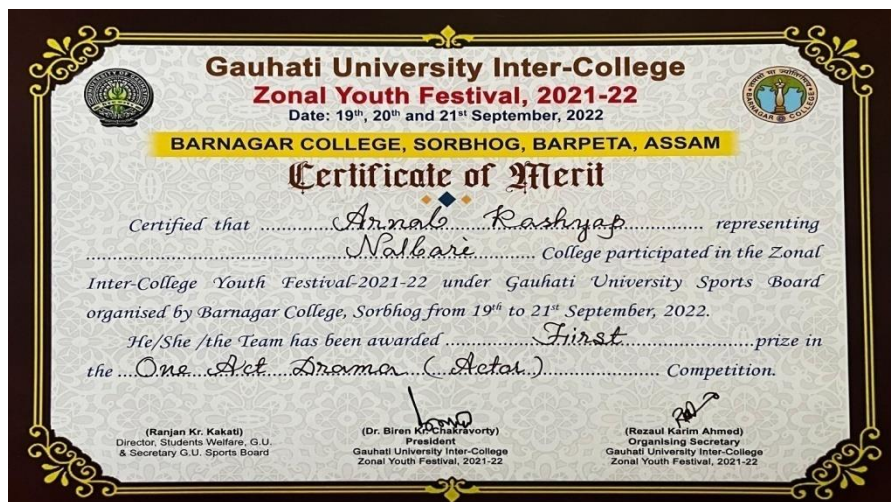 Gauhati University Inter-College
Zonal Youth Festival, 2021-22
Date: 19th, 20th and 21st September, 2022
BARNAGAR COLLEGE, SORBHOG, BARPETA, ASSAM
Certificate of Merit
Certified that ...............Arnab Kashyap............... representing
...............Nalbari............... College participated in the Zonal
Inter-College Youth Festival-2021-22 under Gauhati University Sports Board
organised by Barnagar College, Sorbhog from 19th to 21st September, 2022.
He/She /the Team has been awarded ...............First...............prize in
the ...One Act Drama (Actor)............... Competition.
(Ranjan Kr. Kakati)
Director, Students Welfare, G.U.
& Secretary G.U. Sports Board
(Dr. Biren Kr. Chakravorty)
President
Gauhati University Inter-College
Zonal Youth Festival, 2021-22
(Rezaul Karim Ahmed)
Organising Secretary
Gauhati University Inter-College
Zonal Youth Festival, 2021-22
BARNAGAR COLLEGE